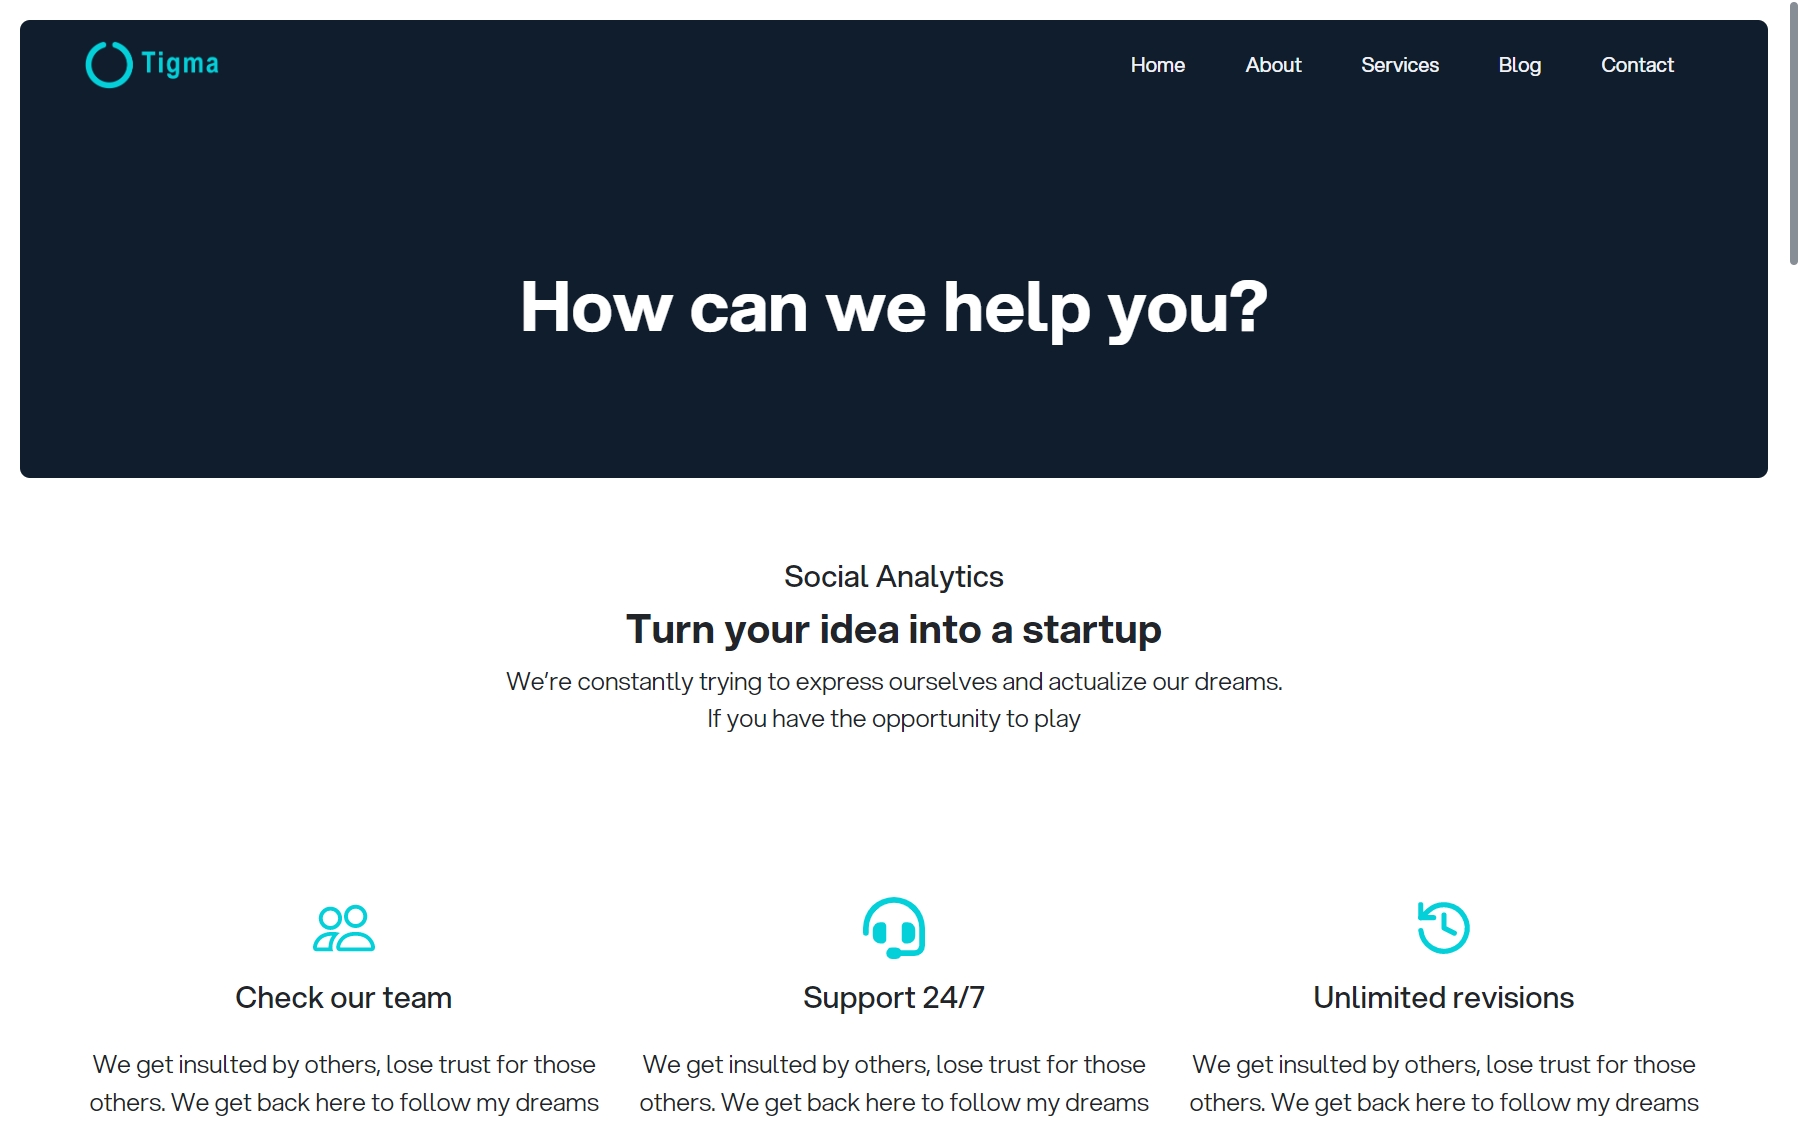 Tigma
Home About Services Blog Contact
How can we help you?
Social Analytics
Turn your idea into a startup
We’re constantly trying to express ourselves and actualize our dreams.
If you have the opportunity to play
Check our team
We get insulted by others, lose trust for those
others. We get back here to follow my dreams
Support 24/7
We get insulted by others, lose trust for those
others. We get back here to follow my dreams
Unlimited revisions
We get insulted by others, lose trust for those
others. We get back here to follow my dreams